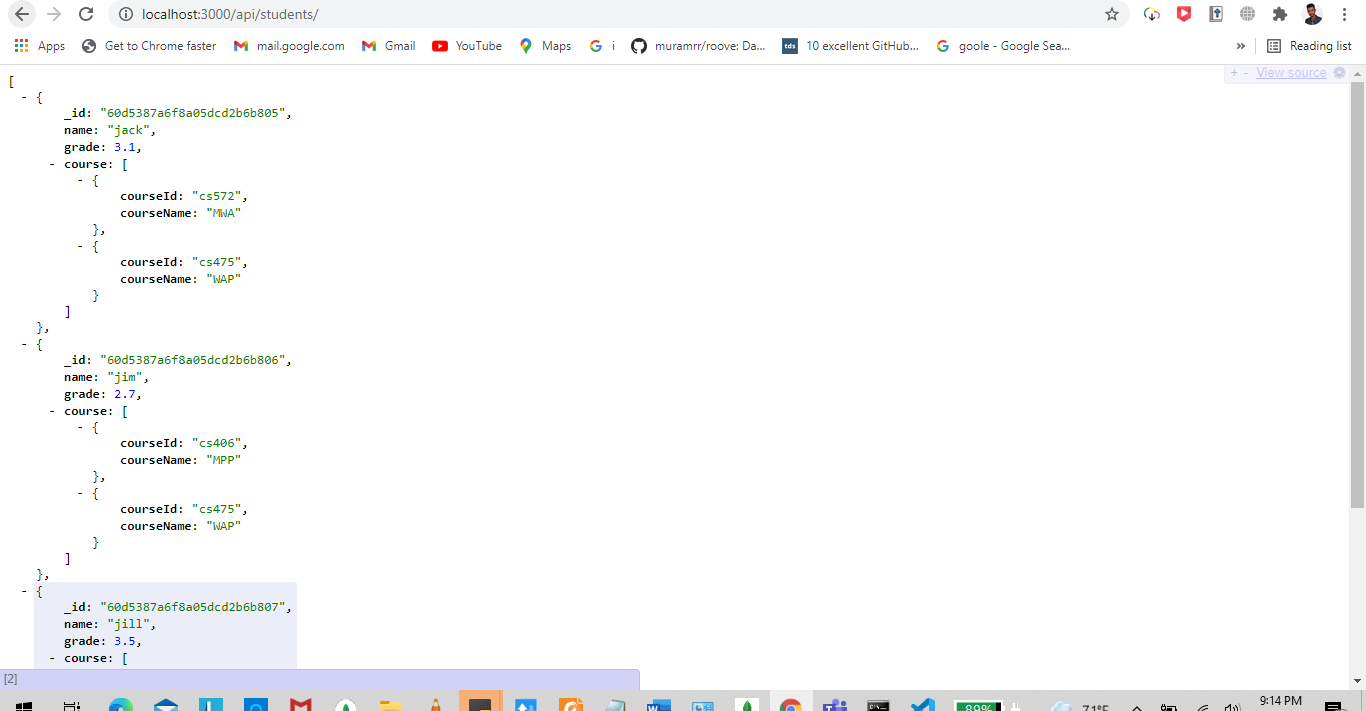 localhost:3000/api/students/
Apps Get to Chrome faster mail.google.com Gmail YouTube Maps i muramrr/roove: Da... tds 10 excellent GitHub... goole - Google Sea... » Reading list
+ - View source
[
- {
_id: "60d5387a6f8a05dcd2b6b805",
name: "jack",
grade: 3.1,
- course: [
- {
courseId: "cs572",
courseName: "MWA"
},
- {
courseId: "cs475",
courseName: "WAP"
}
]
},
- {
_id: "60d5387a6f8a05dcd2b6b806",
name: "jim",
grade: 2.7,
- course: [
- {
courseId: "cs406",
courseName: "MPP"
},
- {
courseId: "cs475",
courseName: "WAP"
}
]
},
- {
_id: "60d5387a6f8a05dcd2b6b807",
name: "jill",
grade: 3.5,
- course: [
[2]
89% 71°F 9:14 PM